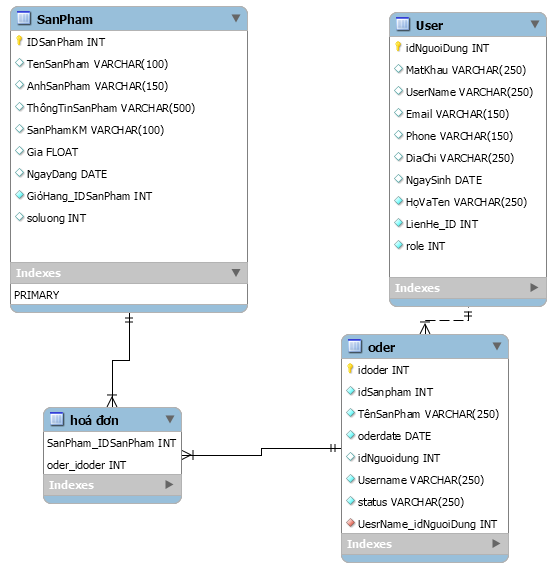 SanPham
IDSanPham INT
TenSanPham VARCHAR(100)
AnhSanPham VARCHAR(150)
ThôngTinSanPham VARCHAR(500)
SanPhamKM VARCHAR(100)
Gia FLOAT
NgayDang DATE
GiỏHang_IDSanPham INT
soluong INT
Indexes
PRIMARY
User
idNguoiDung INT
MatKhau VARCHAR(250)
UserName VARCHAR(250)
Email VARCHAR(150)
Phone VARCHAR(150)
DiaChi VARCHAR(250)
NgaySinh DATE
HọVaTen VARCHAR(250)
LienHe_ID INT
role INT
Indexes
hoá đơn
SanPham_IDSanPham INT
oder_idoder INT
Indexes
oder
idoder INT
idSanpham INT
TênSanPham VARCHAR(250)
oderdate DATE
idNguoidung INT
Username VARCHAR(250)
status VARCHAR(250)
UesrName_idNguoiDung INT
Indexes